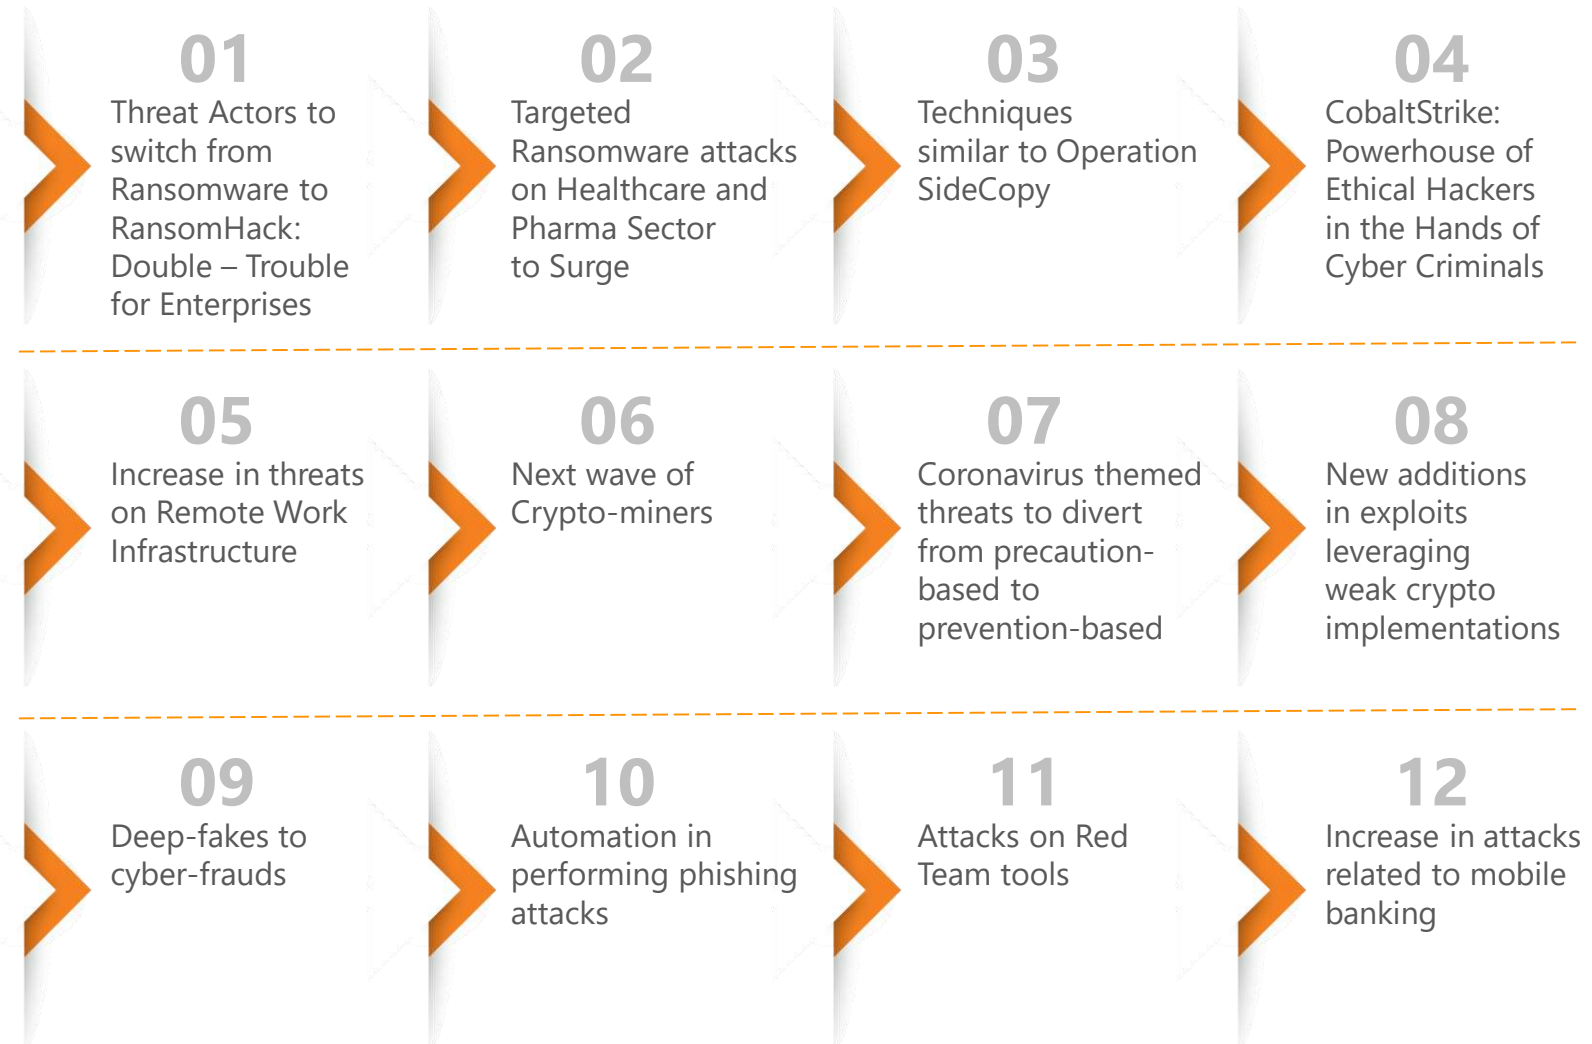 01
Threat Actors to
switch from
Ransomware to
RansomHack:
Double – Trouble
for Enterprises
02
Targeted
Ransomware attacks
on Healthcare and
Pharma Sector
to Surge
03
Techniques
similar to Operation
SideCopy
04
CobaltStrike:
Powerhouse of
Ethical Hackers
in the Hands of
Cyber Criminals
05
Increase in threats
on Remote Work
Infrastructure
06
Next wave of
Crypto-miners
07
Coronavirus themed
threats to divert
from precaution-
based to
prevention-based
08
New additions
in exploits
leveraging
weak crypto
implementations
09
Deep-fakes to
cyber-frauds
10
Automation in
performing phishing
attacks
11
Attacks on Red
Team tools
12
Increase in attacks
related to mobile
banking